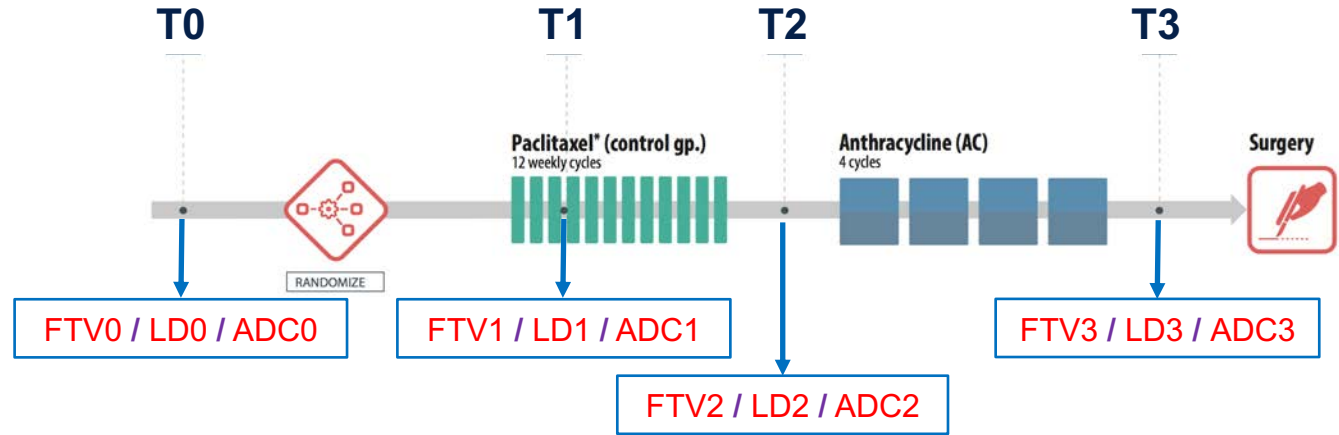 T0
T1
T2
T3
Paclitaxel* (control gp.)
12 weekly cycles
Anthracycline (AC)
4 cycles
Surgery
RANDOMIZE
FTV0 / LD0 / ADC0
FTV1 / LD1 / ADC1
FTV3 / LD3 / ADC3
FTV2 / LD2 / ADC2